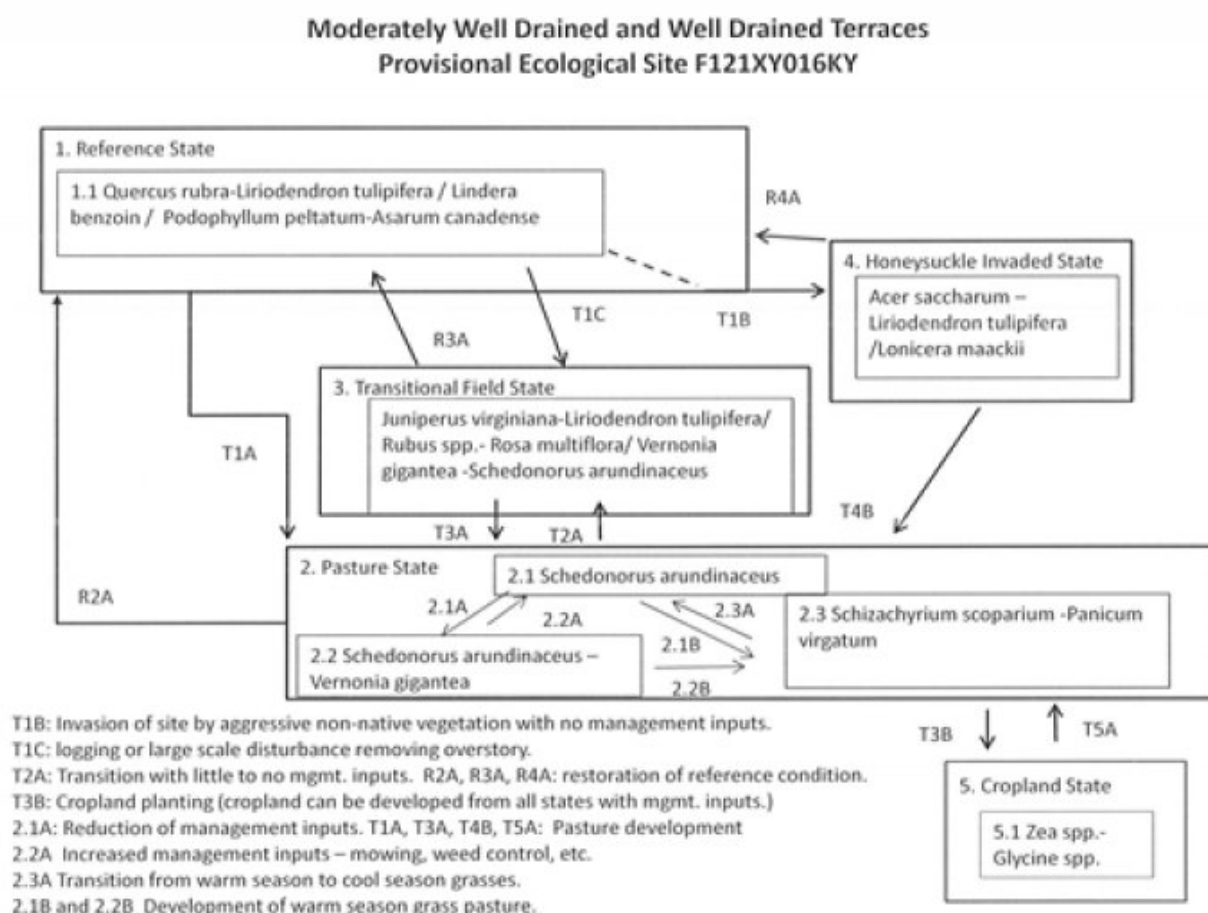 Moderately Well Drained and Well Drained Terraces
Provisional Ecological Site F121XY016KY
1. Reference State
1.1 Quercus rubra-Liriodendron tulipifera / Lindera
benzoin / Podophyllum peltatum-Asarum canadense
R4A
4. Honeysuckle Invaded State
Acer saccharum –
Liriodendron tulipifera
/Lonicera maackii
T1C
T1B
R3A
3. Transitional Field State
Juniperus virginiana-Liriodendron tulipifera/
Rubus spp.- Rosa multiflora/ Vernonia
gigantea -Schedonorus arundinaceus
T1A
T4B
T3A
T2A
2. Pasture State
2.1 Schedonorus arundinaceus
R2A
2.1A
2.2A
2.3A
2.1B
2.2B
2.3 Schizachyrium scoparium -Panicum
virgatum
2.2 Schedonorus arundinaceus –
Vernonia gigantea
T3B
T5A
5. Cropland State
5.1 Zea spp.-
Glycine spp.
T1B: Invasion of site by aggressive non-native vegetation with no management inputs.
T1C: logging or large scale disturbance removing overstory.
T2A: Transition with little to no mgmt. inputs. R2A, R3A, R4A: restoration of reference condition.
T3B: Cropland planting (cropland can be developed from all states with mgmt. inputs.)
2.1A: Reduction of management inputs. T1A, T3A, T4B, T5A: Pasture development
2.2A Increased management inputs – mowing, weed control, etc.
2.3A Transition from warm season to cool season grasses.
2.1B and 2.2B Development of warm season grass pasture.